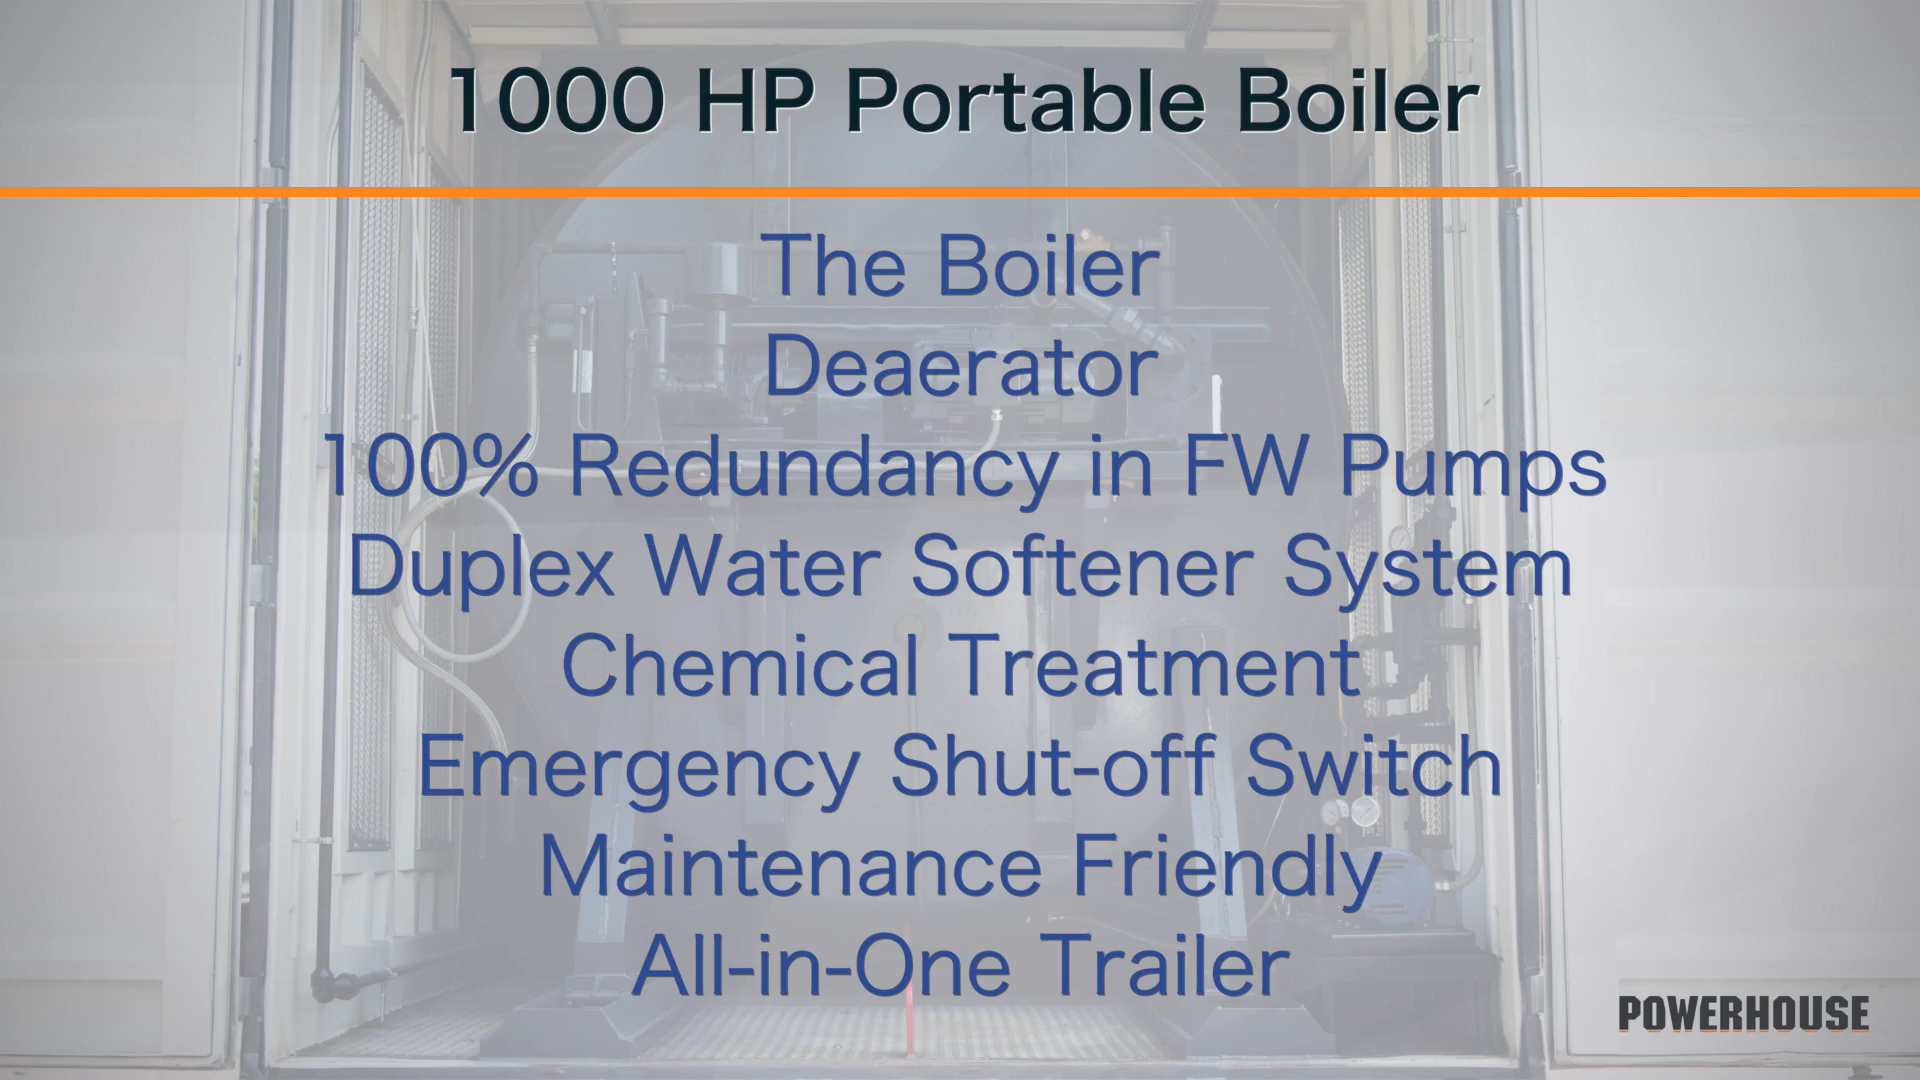 1000 HP Portable Boiler
The Boiler
Deaerator
100% Redundancy in FW Pumps
Duplex Water Softener System
Chemical Treatment
Emergency Shut-off Switch
Maintenance Friendly
All-in-One Trailer
POWERHOUSE